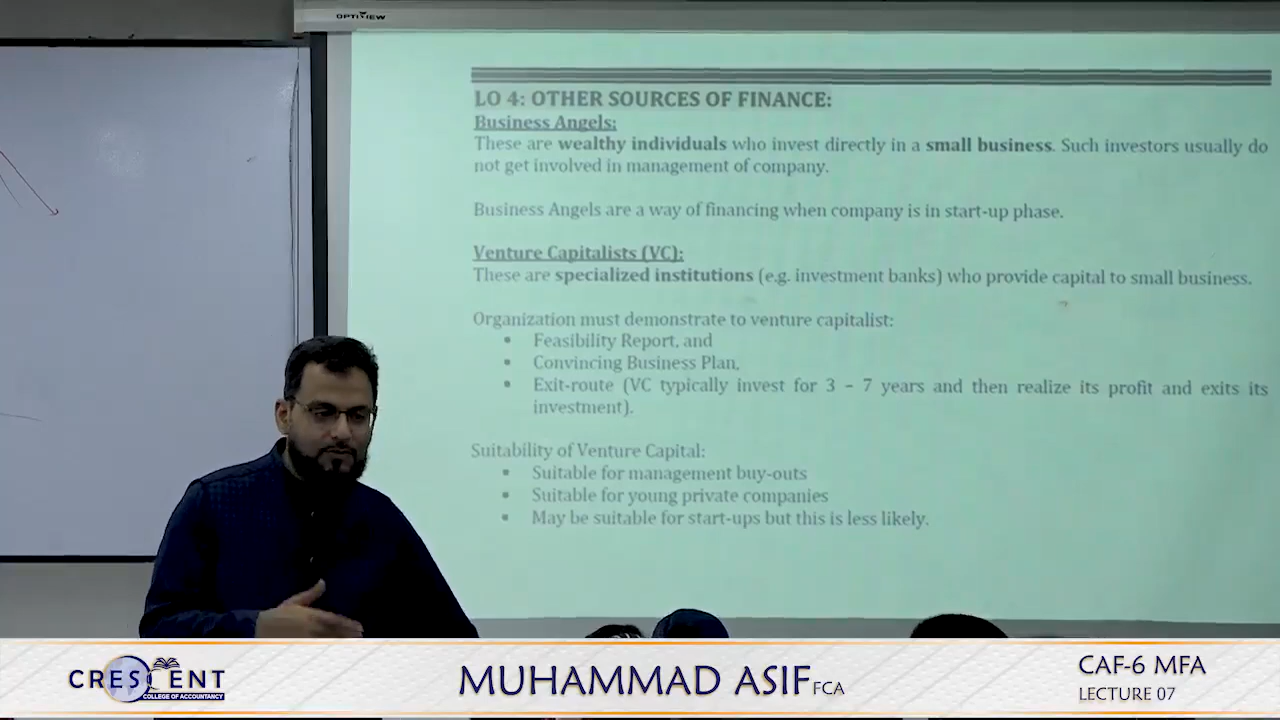 OPTIVIEW
LO 4: OTHER SOURCES OF FINANCE:
Business Angels:
These are wealthy individuals who invest directly in a small business. Such investors usually do
not get involved in management of company.
Business Angels are a way of financing when company is in start-up phase.
Venture Capitalists (VC):
These are specialized institutions (e.g. investment banks) who provide capital to small business.
Organization must demonstrate to venture capitalist:
• Feasibility Report, and
• Convincing Business Plan,
• Exit-route (VC typically invest for 3 – 7 years and then realize its profit and exits its
investment).
Suitability of Venture Capital:
• Suitable for management buy-outs
• Suitable for young private companies
• May be suitable for start-ups but this is less likely.
CRESCENT
COLLEGE OF ACCOUNTANCY
MUHAMMAD ASIF FCA
CAF-6 MFA
LECTURE 07